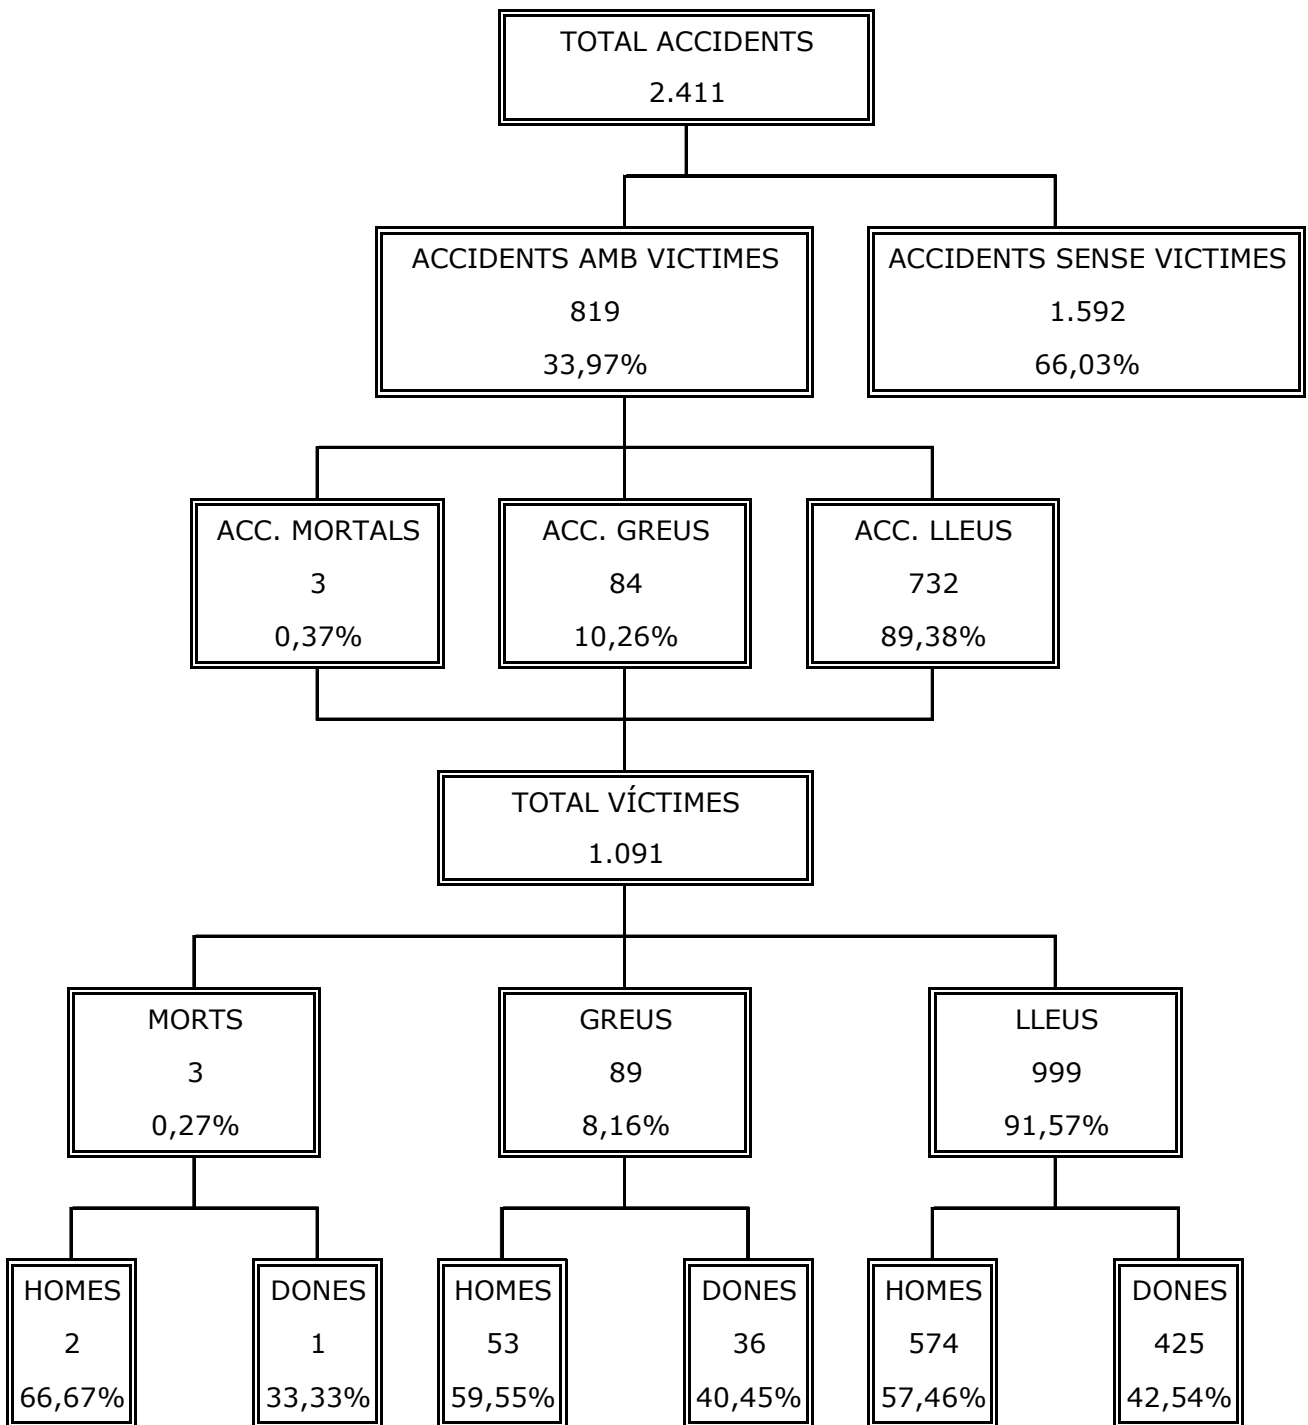 TOTAL ACCIDENTS
2.411
ACCIDENTS AMB VICTIMES
819
33,97%
ACCIDENTS SENSE VICTIMES
1.592
66,03%
ACC. MORTALS
3
0,37%
ACC. GREUS
84
10,26%
ACC. LLEUS
732
89,38%
TOTAL VÍCTIMES
1.091
MORTS
3
0,27%
GREUS
89
8,16%
LLEUS
999
91,57%
HOMES
2
66,67%
DONES
1
33,33%
HOMES
53
59,55%
DONES
36
40,45%
HOMES
574
57,46%
DONES
425
42,54%